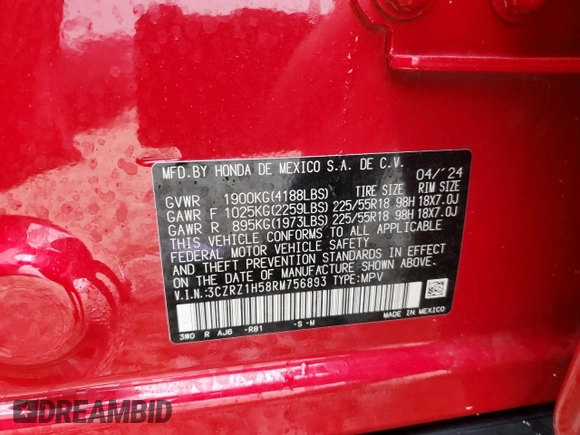 MFD.BY HONDA DE MEXICO S.A. DE C.V.
04/'24
GVWR 1900KG(4188LBS) TIRE SIZE RIM SIZE
GAWR F 1025KG(2259LBS) 225/55R18 98H 18X7.0J
GAWR R 895KG(1973LBS) 225/55R18 98H 18X7.0J
THIS VEHICLE CONFORMS TO ALL APPLICABLE
FEDERAL MOTOR VEHICLE SAFETY
AND THEFT PREVENTION STANDARDS IN EFFECT
ON THE DATE OF MANUFACTURE SHOWN ABOVE.
V.I.N.:3CZRZ1H58RM756893 TYPE:MPV
MADE IN MEXICO
3W0 R AJ6 -R81 -S -M
DREAMBID